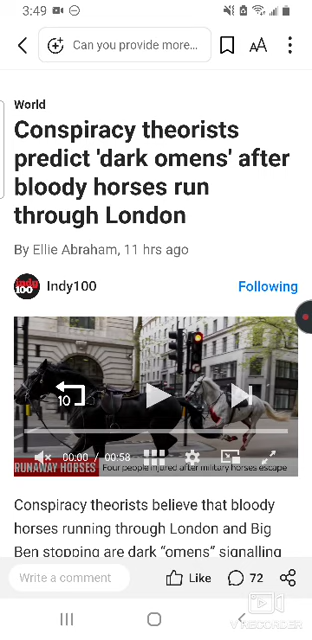 3:49
Can you provide more...
AA
World
Conspiracy theorists
predict 'dark omens' after
bloody horses run
through London
By Ellie Abraham, 11 hrs ago
indy
100
Indy100
Following
10
00:00 / 00:58
RUNAWAY HORSES Four people injured after military horses escape
Conspiracy theorists believe that bloody
horses running through London and Big
Ben stopping are dark “omens” signalling
Write a comment
Like
72
V RECORDER